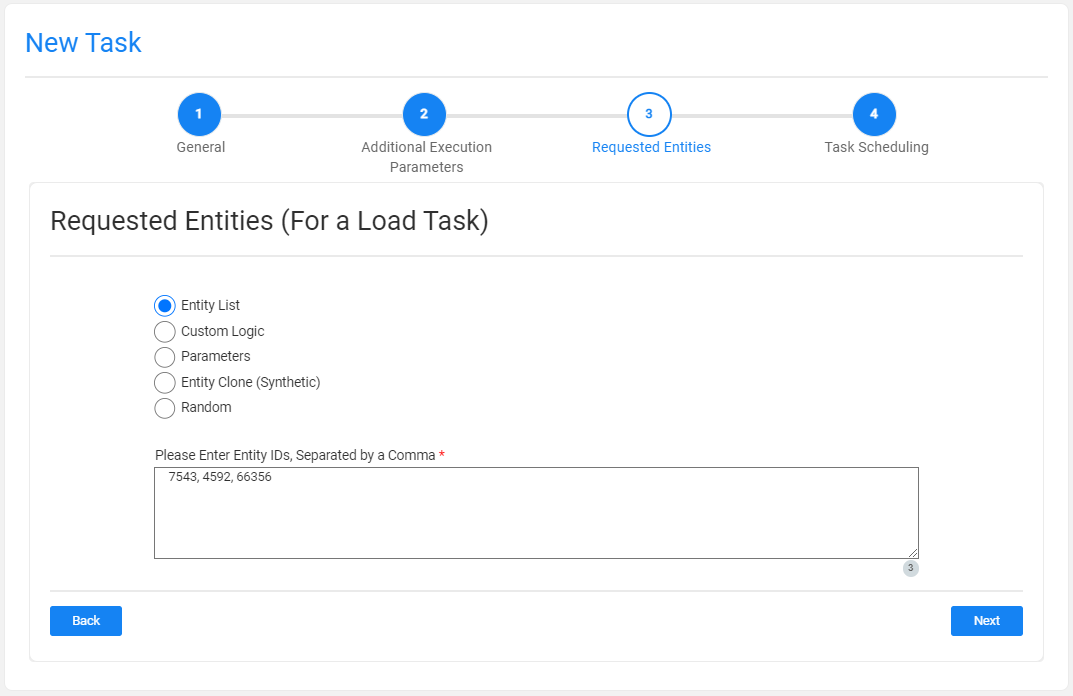 New Task
1
2
3
4
General
Additional Execution
Parameters
Requested Entities
Task Scheduling
Requested Entities (For a Load Task)
Entity List
Custom Logic
Parameters
Entity Clone (Synthetic)
Random
Please Enter Entity IDs, Separated by a Comma *
7543, 4592, 66356
3
Back
Next